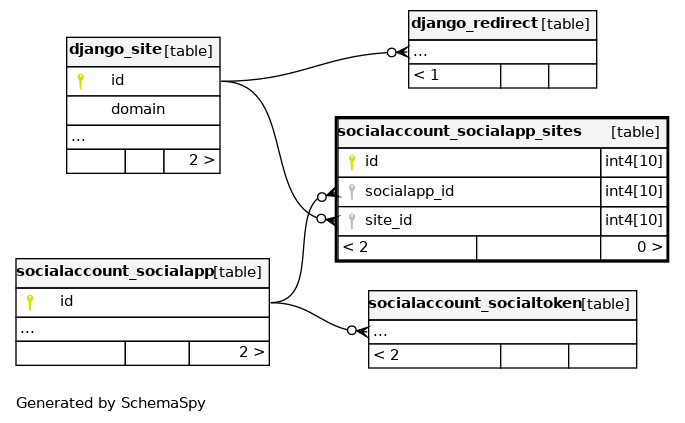 django_site [table]
id
domain
...
2 >
django_redirect [table]
...
< 1
socialaccount_socialapp_sites [table]
id int4[10]
socialapp_id int4[10]
site_id int4[10]
< 2 0 >
socialaccount_socialapp [table]
id
...
2 >
socialaccount_socialtoken [table]
...
< 2
Generated by SchemaSpy